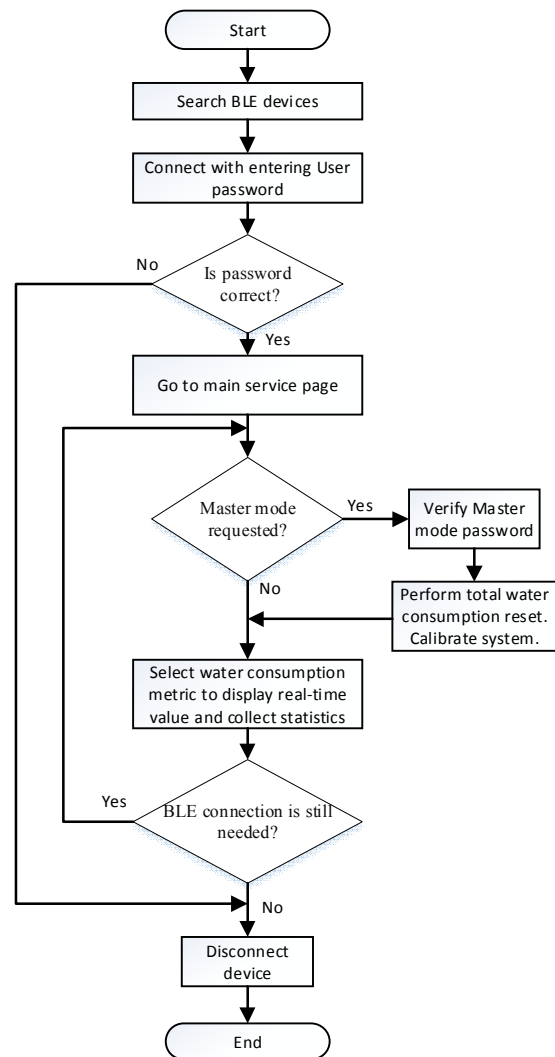 Start
Search BLE devices
Connect with entering User
password
No
Is password
correct?
Yes
Go to main service page
Master mode
requested?
Yes
Verify Master
mode password
No
Perform total water
consumption reset.
Calibrate system.
Select water consumption
metric to display real-time
value and collect statistics
Yes
BLE connection is still
needed?
No
Disconnect
device
End